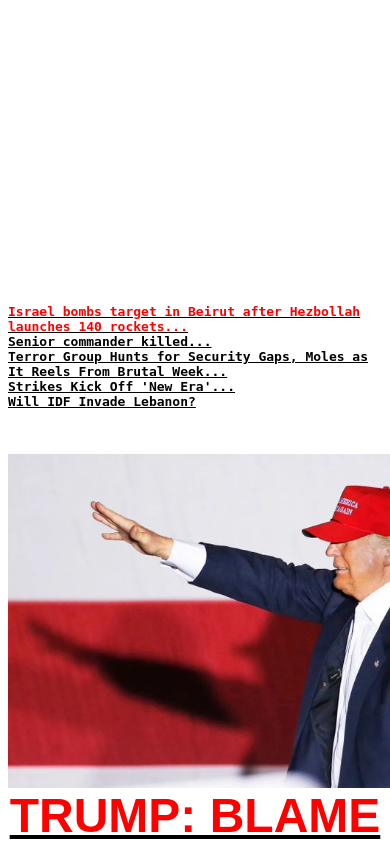 Israel bombs target in Beirut after Hezbollah
launches 140 rockets...
Senior commander killed...
Terror Group Hunts for Security Gaps, Moles as
It Reels From Brutal Week...
Strikes Kick Off 'New Era'...
Will IDF Invade Lebanon?
AMERICA
AGAIN
TRUMP: BLAME